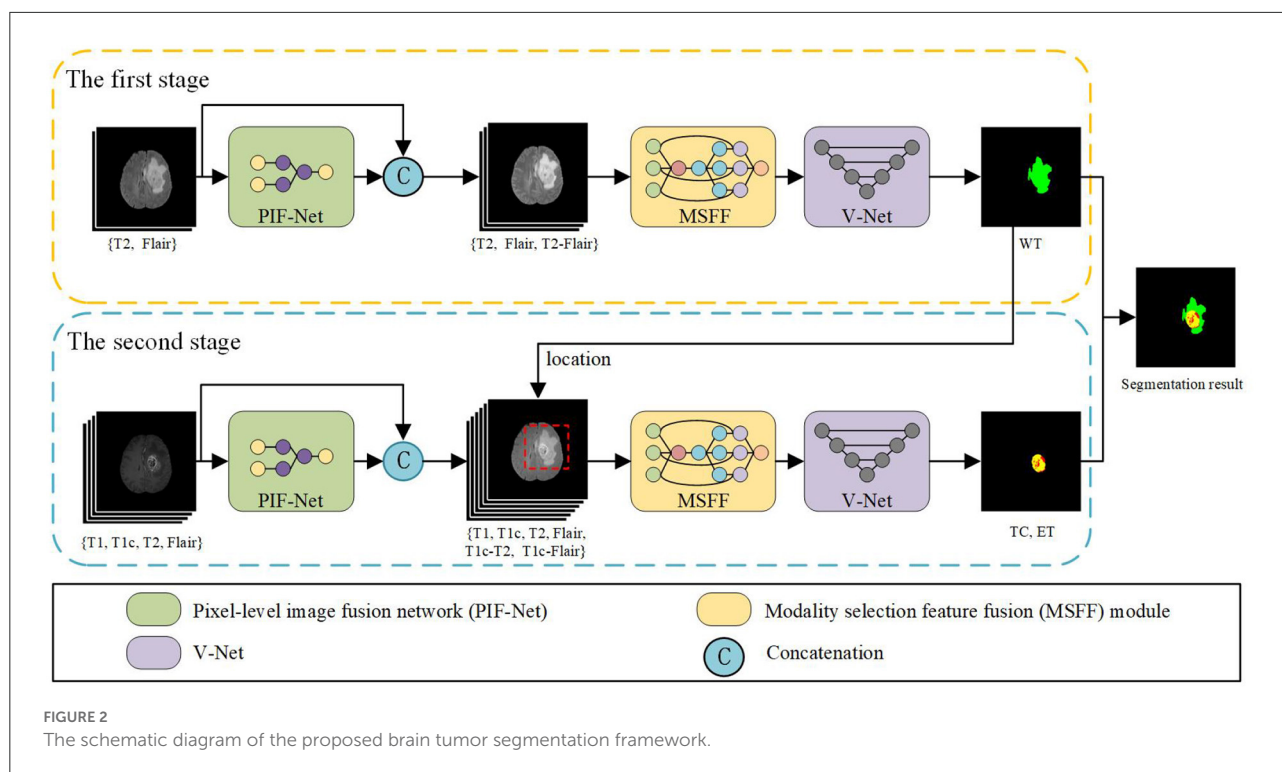 The first stage
C
PIF-Net
MSFF
V-Net
{T2, Flair}
{T2, Flair, T2-Flair}
WT
The second stage
location
Segmentation result
C
PIF-Net
MSFF
V-Net
{T1, T1c, T2, Flair}
{T1, T1c, T2, Flair,
T1c-T2, T1c-Flair}
TC, ET
Pixel-level image fusion network (PIF-Net)
Modality selection feature fusion (MSFF) module
V-Net
C
Concatenation
FIGURE 2
The schematic diagram of the proposed brain tumor segmentation framework.